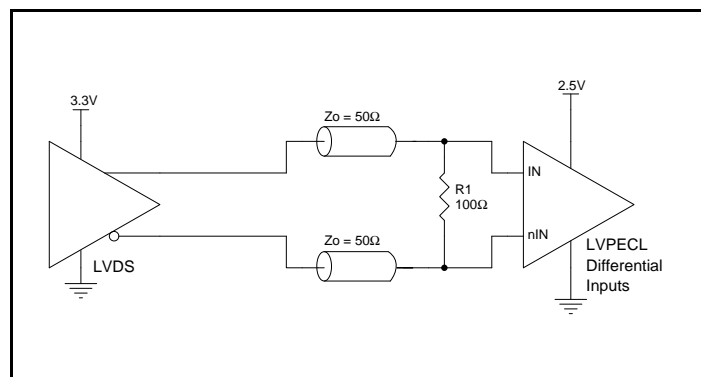 3.3V
2.5V
Zo = 50Ω
IN
R1
100Ω
nIN
Zo = 50Ω
LVDS
LVPECL
Differential
Inputs